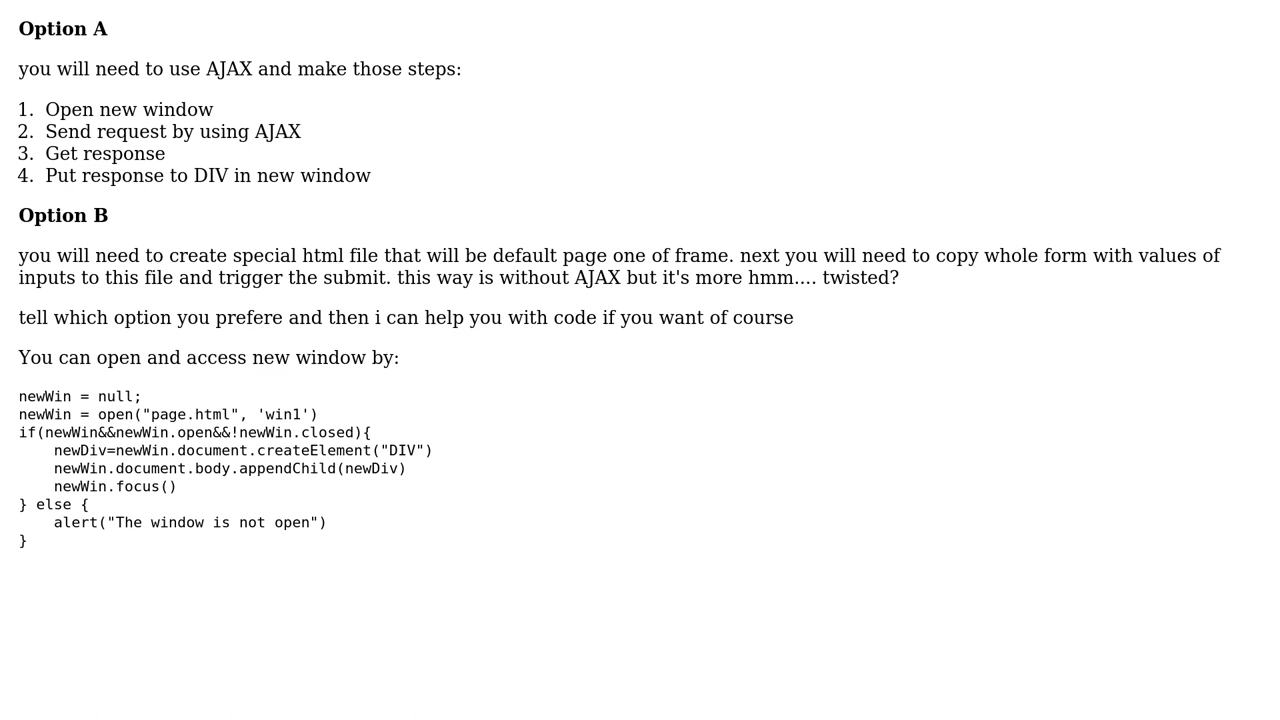 Option A
you will need to use AJAX and make those steps:
1. Open new window
2. Send request by using AJAX
3. Get response
4. Put response to DIV in new window
Option B
you will need to create special html file that will be default page one of frame. next you will need to copy whole form with values of
inputs to this file and trigger the submit. this way is without AJAX but it's more hmm.... twisted?
tell which option you prefere and then i can help you with code if you want of course
You can open and access new window by:
newWin = null;
newWin = open("page.html", 'win1')
if(newWin&&newWin.open&&!newWin.closed){
    newDiv=newWin.document.createElement("DIV")
    newWin.document.body.appendChild(newDiv)
    newWin.focus()
} else {
    alert("The window is not open")
}